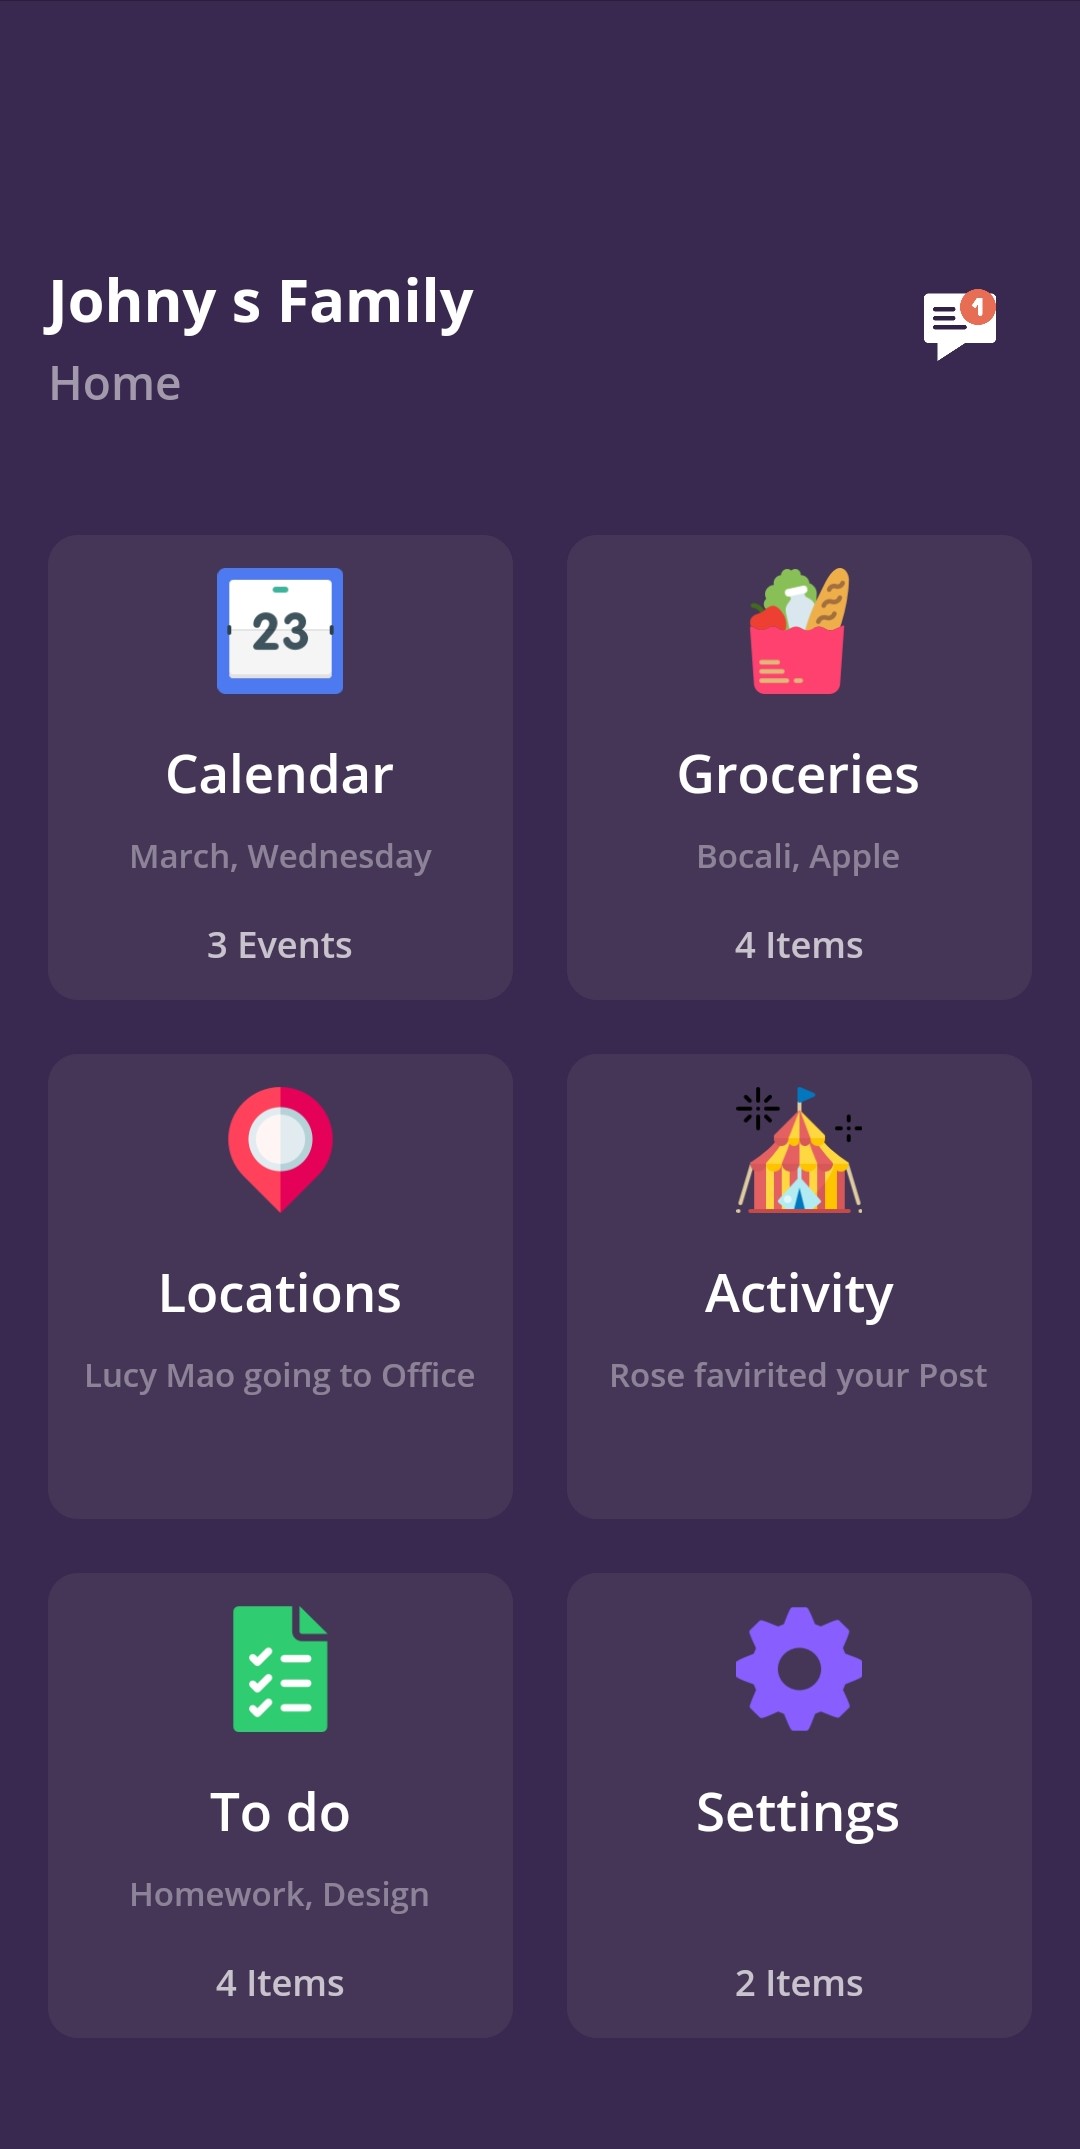 Johny s Family
1
Home
23
Calendar
March, Wednesday
3 Events
Groceries
Bocali, Apple
4 Items
Locations
Lucy Mao going to Office
Activity
Rose favirited your Post
To do
Homework, Design
4 Items
Settings
2 Items